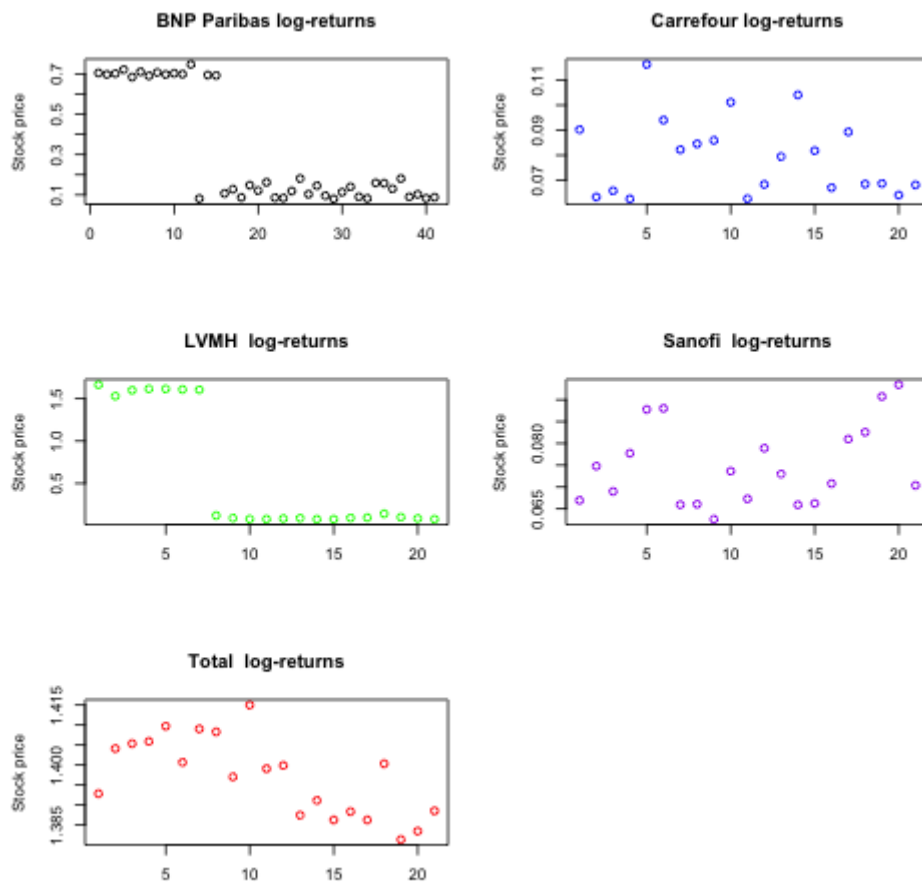 BNP Paribas log-returns
Stock price
0.7
0.5
0.3
0.1
0 10 20 30 40
Carrefour log-returns
Stock price
0.11
0.09
0.07
5 10 15 20
LVMH log-returns
Stock price
1.5
1.0
0.5
5 10 15 20
Sanofi log-returns
Stock price
0.080
0.065
5 10 15 20
Total log-returns
Stock price
1.415
1.400
1.385
5 10 15 20